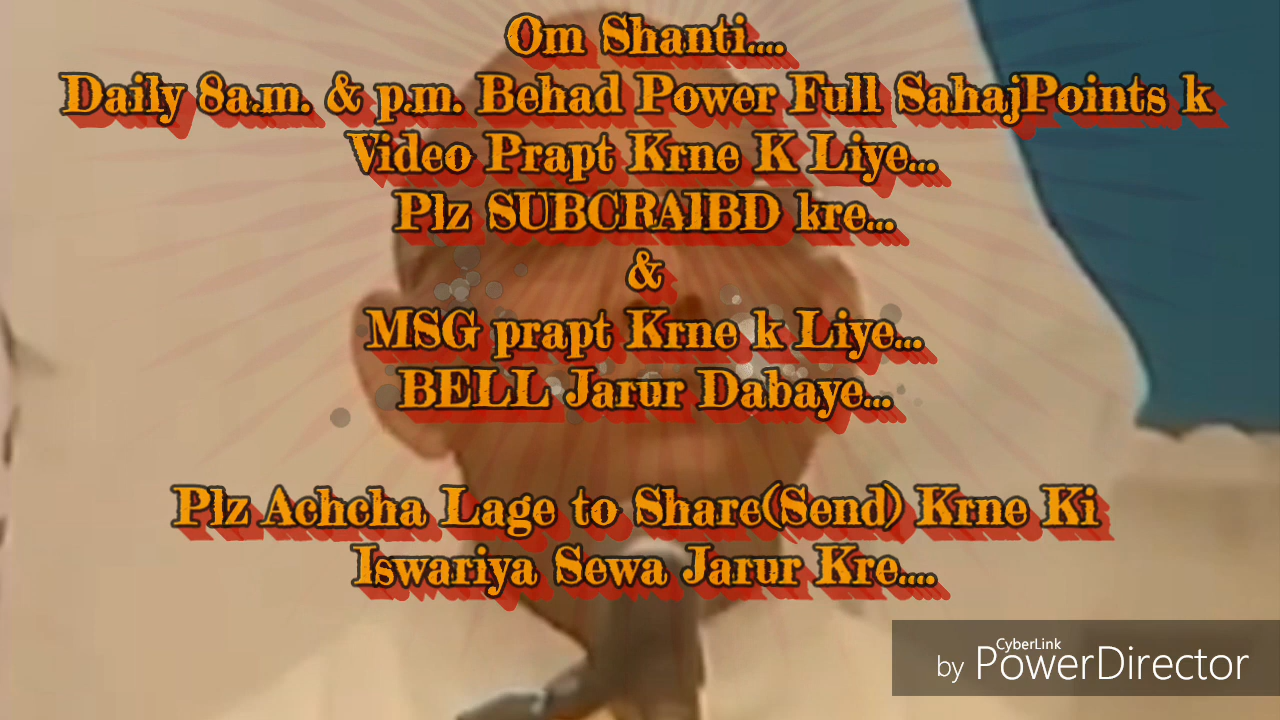 Om Shanti....
Daily 8a.m. & p.m. Behad Power Full SahajPoints k
Video Prapt Krne K Liye...
Plz SUBCRAIBD kre...
&
MSG prapt Krne k Liye...
BELL Jarur Dabaye...
Plz Achcha Lage to Share(Send) Krne Ki
Iswariya Sewa Jarur Kre....
CyberLink
by PowerDirector